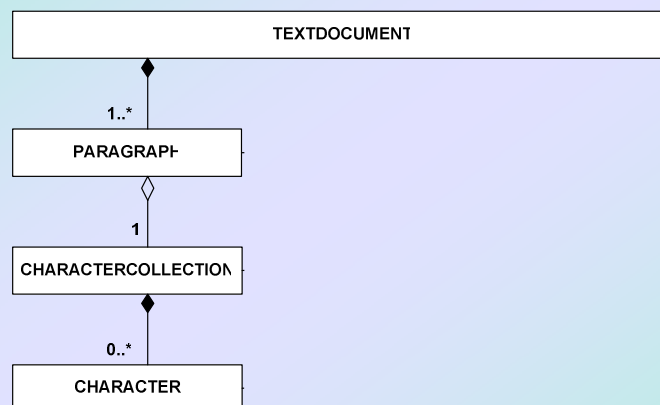 TEXTDOCUMENT
1..*
PARAGRAPH
1
CHARACTERCOLLECTION
0..*
CHARACTER